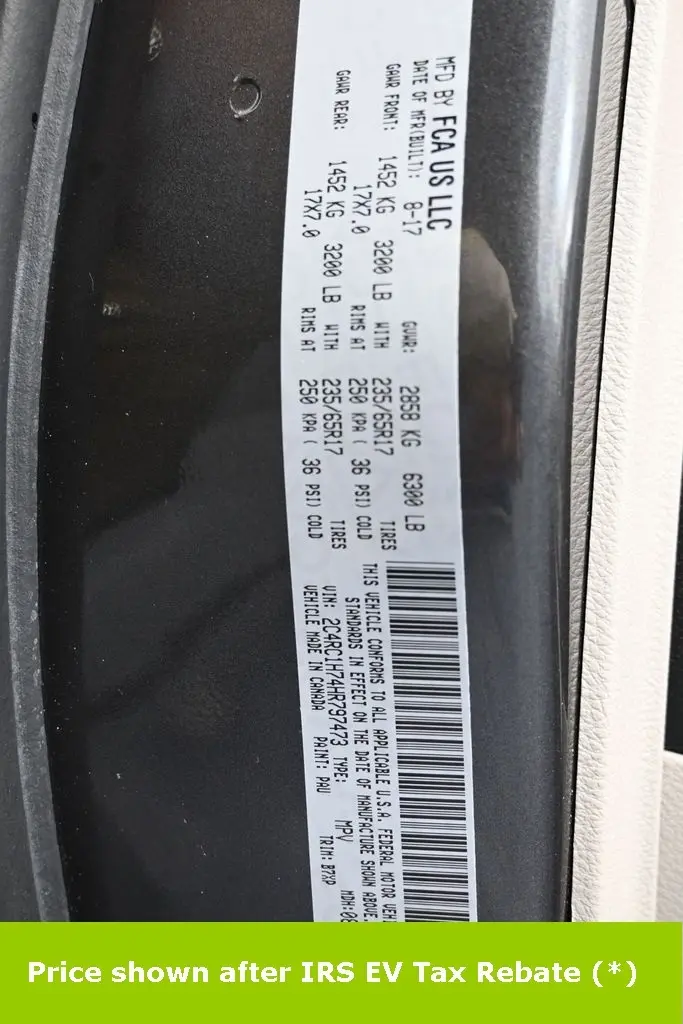 MFD BY FCA US LLC
DATE OF MFR(BUILT): 8-17 GVWR: 2858 KG 6300 LB
GAWR FRONT: 1452 KG 3200 LB WITH 235/65R17 TIRES
17X7.0 RIMS AT 250 KPA ( 36 PSI) COLD
GAWR REAR: 1452 KG 3200 LB WITH 235/65R17 TIRES
17X7.0 RIMS AT 250 KPA ( 36 PSI) COLD
THIS VEHICLE CONFORMS TO ALL APPLICABLE U.S.A. FEDERAL MOTOR VEHI
STANDARDS IN EFFECT ON THE DATE OF MANUFACTURE SHOWN ABOVE.
VIN: 2C4RC1H74HR797473 TYPE: MPV MDH:06
VEHICLE MADE IN CANADA PAINT: PAU TRIM: B7XP
Price shown after IRS EV Tax Rebate (*)